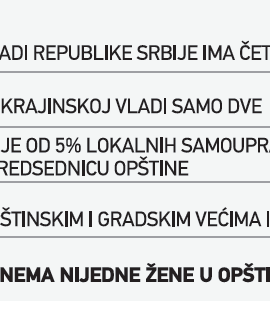 ADI REPUBLIKE SRBIJE IMA ČET
KRAJINSKOJ VLADI SAMO DVE
JE OD 5% LOKALNIH SAMOUPRA
REDSEDNICU OPŠTINE
ŠTINSKIM I GRADSKIM VEĆIMA I
NEMA NIJEDNE ŽENE U OPŠTI